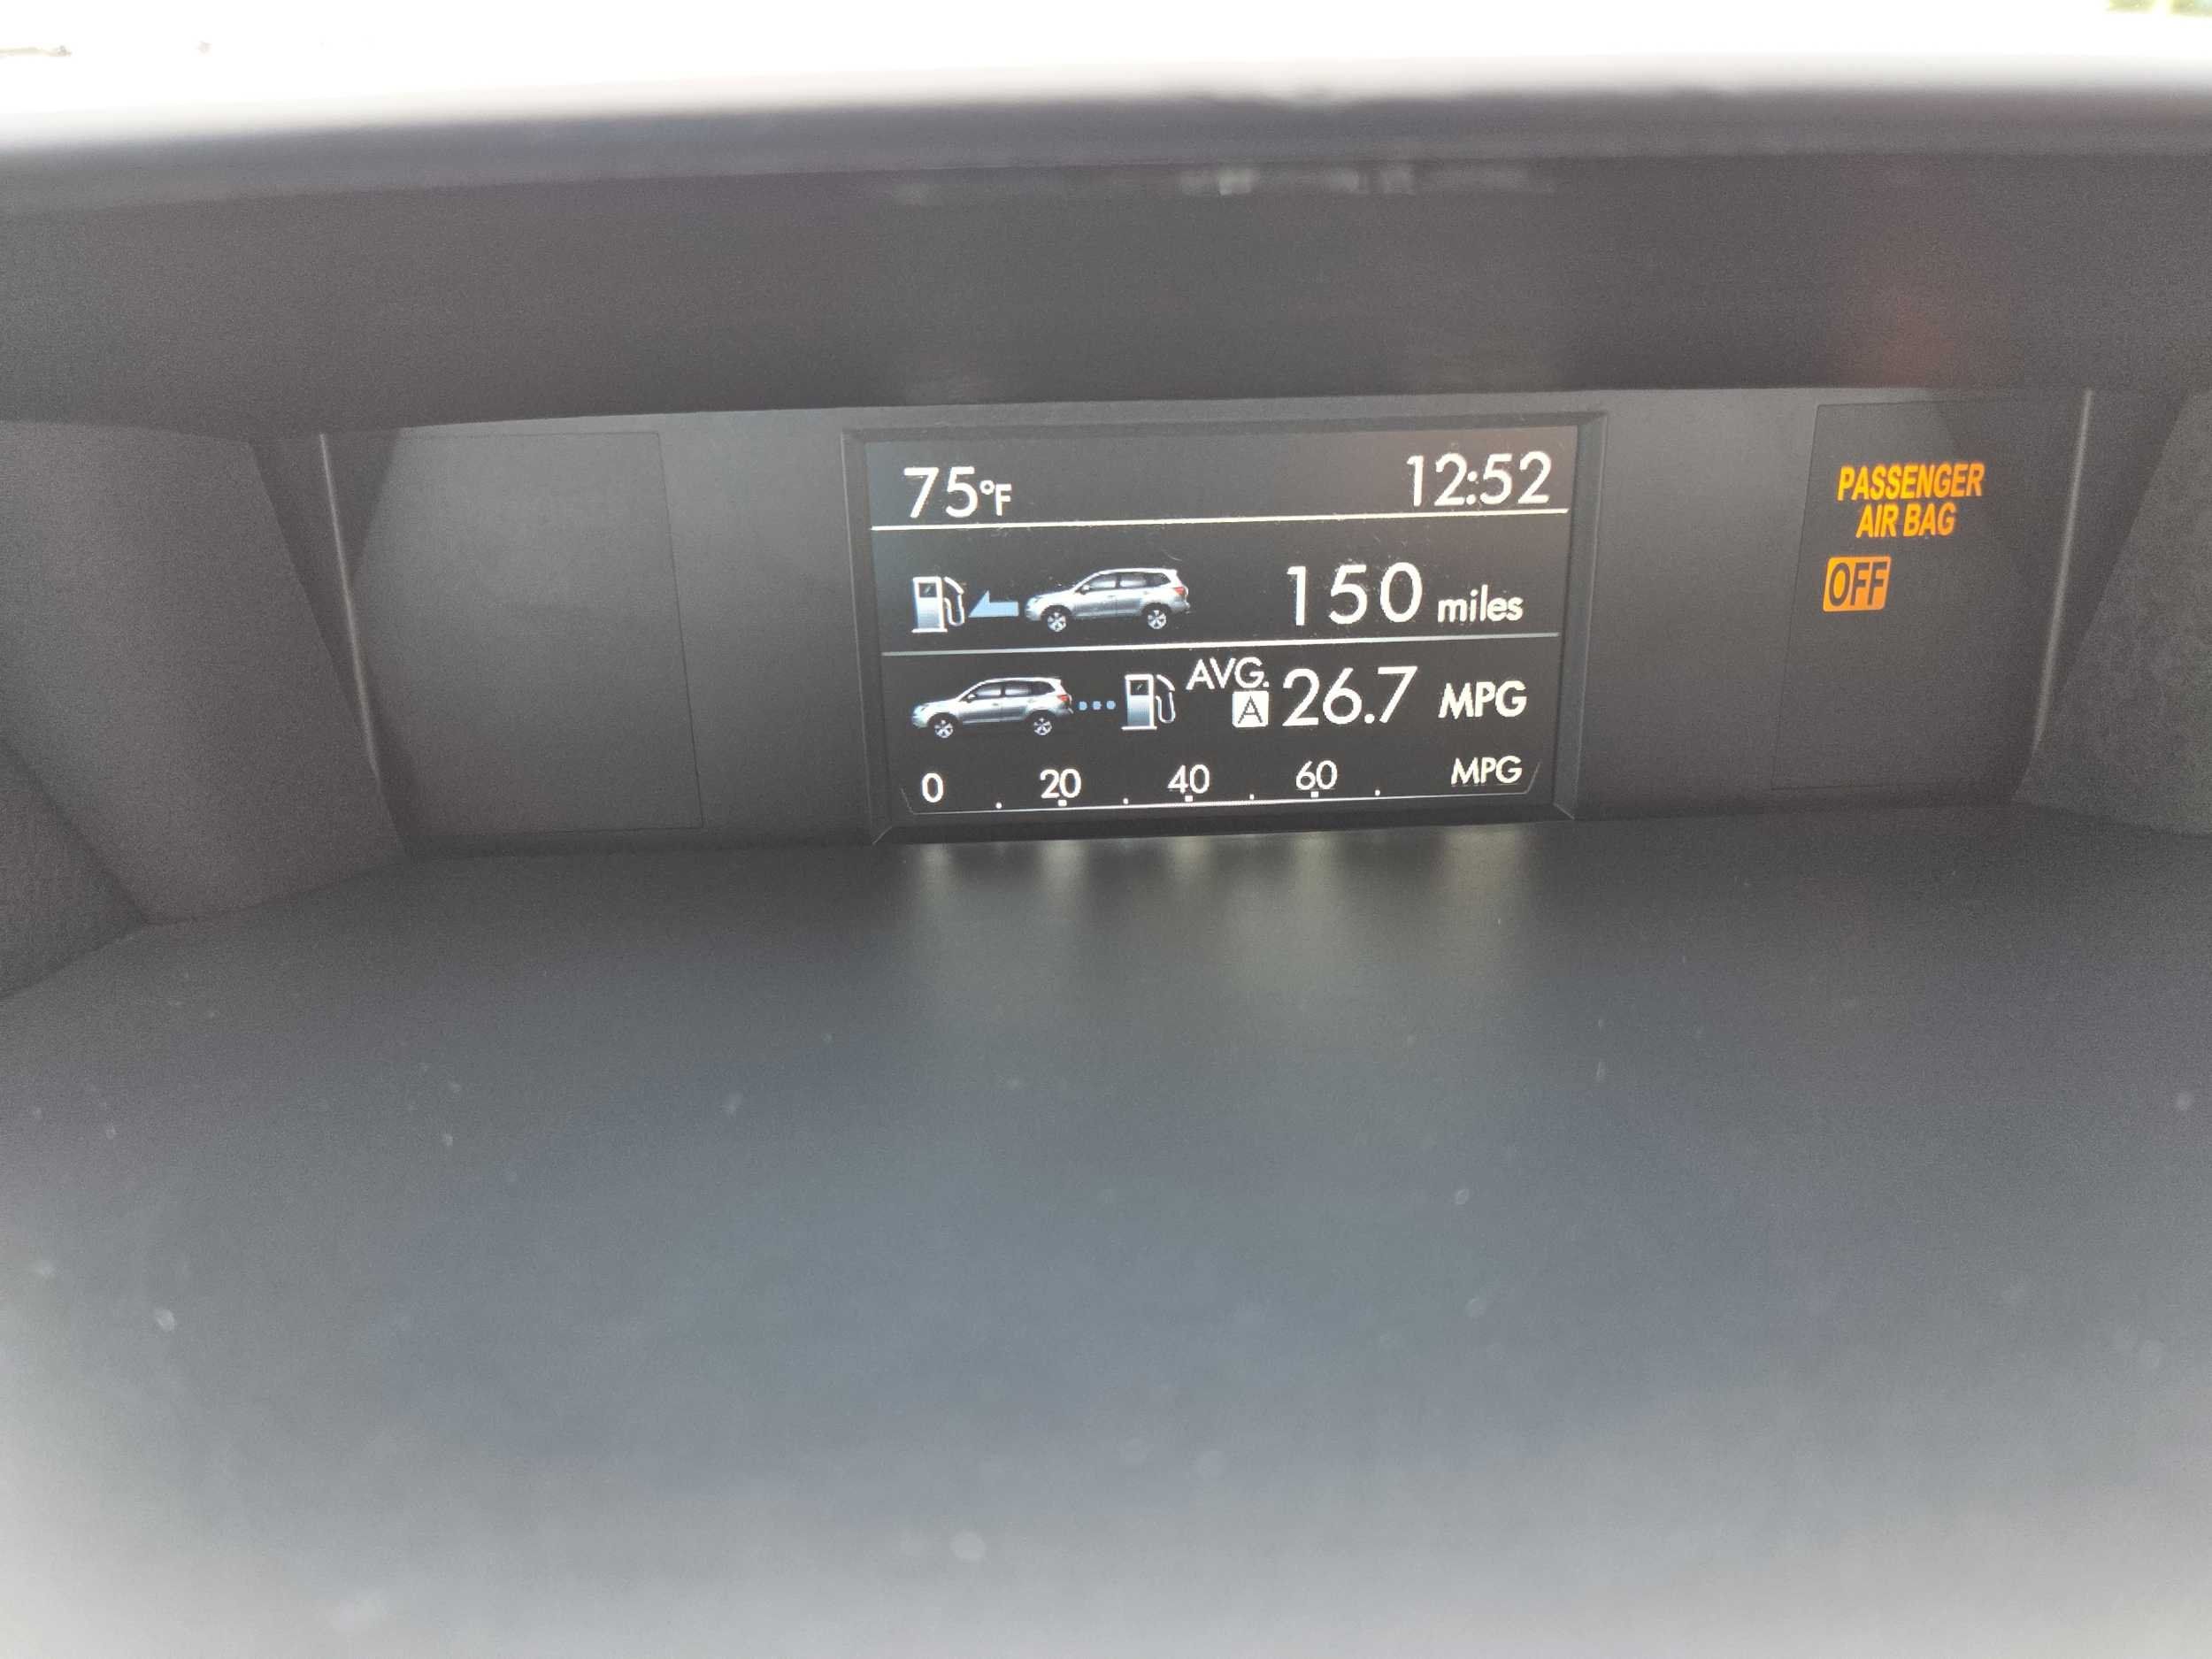 75°F 12:52
150 miles
AVG.
A 26.7 MPG
0 20 40 60 MPG
PASSENGER
AIR BAG
OFF